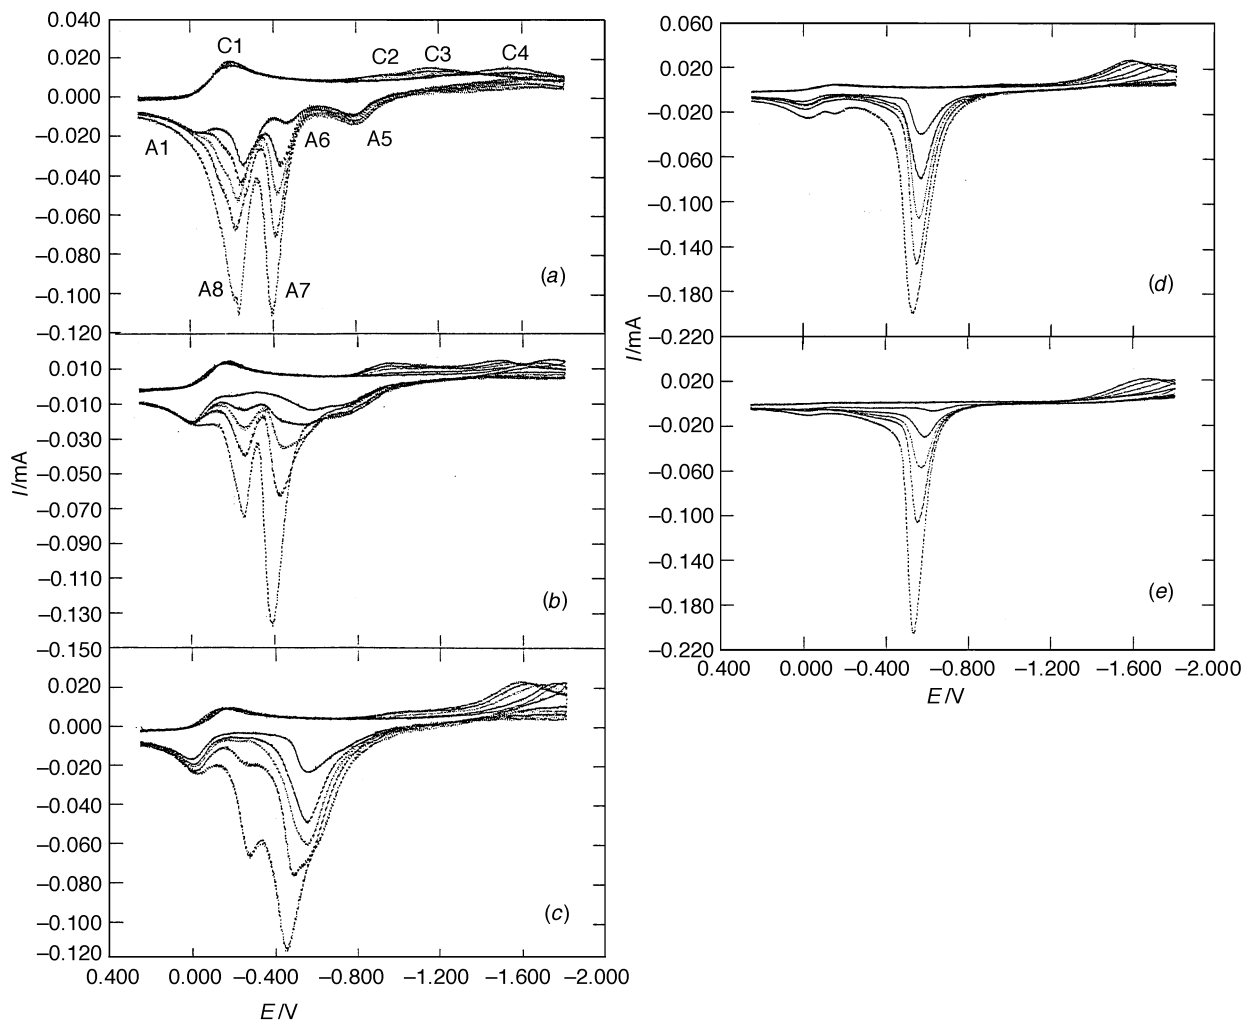 0.040
0.020
0.000
−0.020
−0.040
−0.060
−0.080
−0.100
−0.120
C1
C2
C3
C4
A1
A6
A5
A8
A7
(a)
0.010
−0.010
−0.030
−0.050
−0.070
−0.090
−0.110
−0.130
−0.150
I/mA
(b)
0.020
0.000
−0.020
−0.040
−0.060
−0.080
−0.100
−0.120
(c)
0.400 0.000 −0.400 −0.800 −1.200 −1.600 −2.000
E/V
0.060
0.020
−0.020
−0.060
−0.100
−0.140
−0.180
−0.220
(d)
I/mA
0.020
−0.020
−0.060
−0.100
−0.140
−0.180
−0.220
(e)
0.400 0.000 −0.400 −0.800 −1.200 −1.600 −2.000
E/V